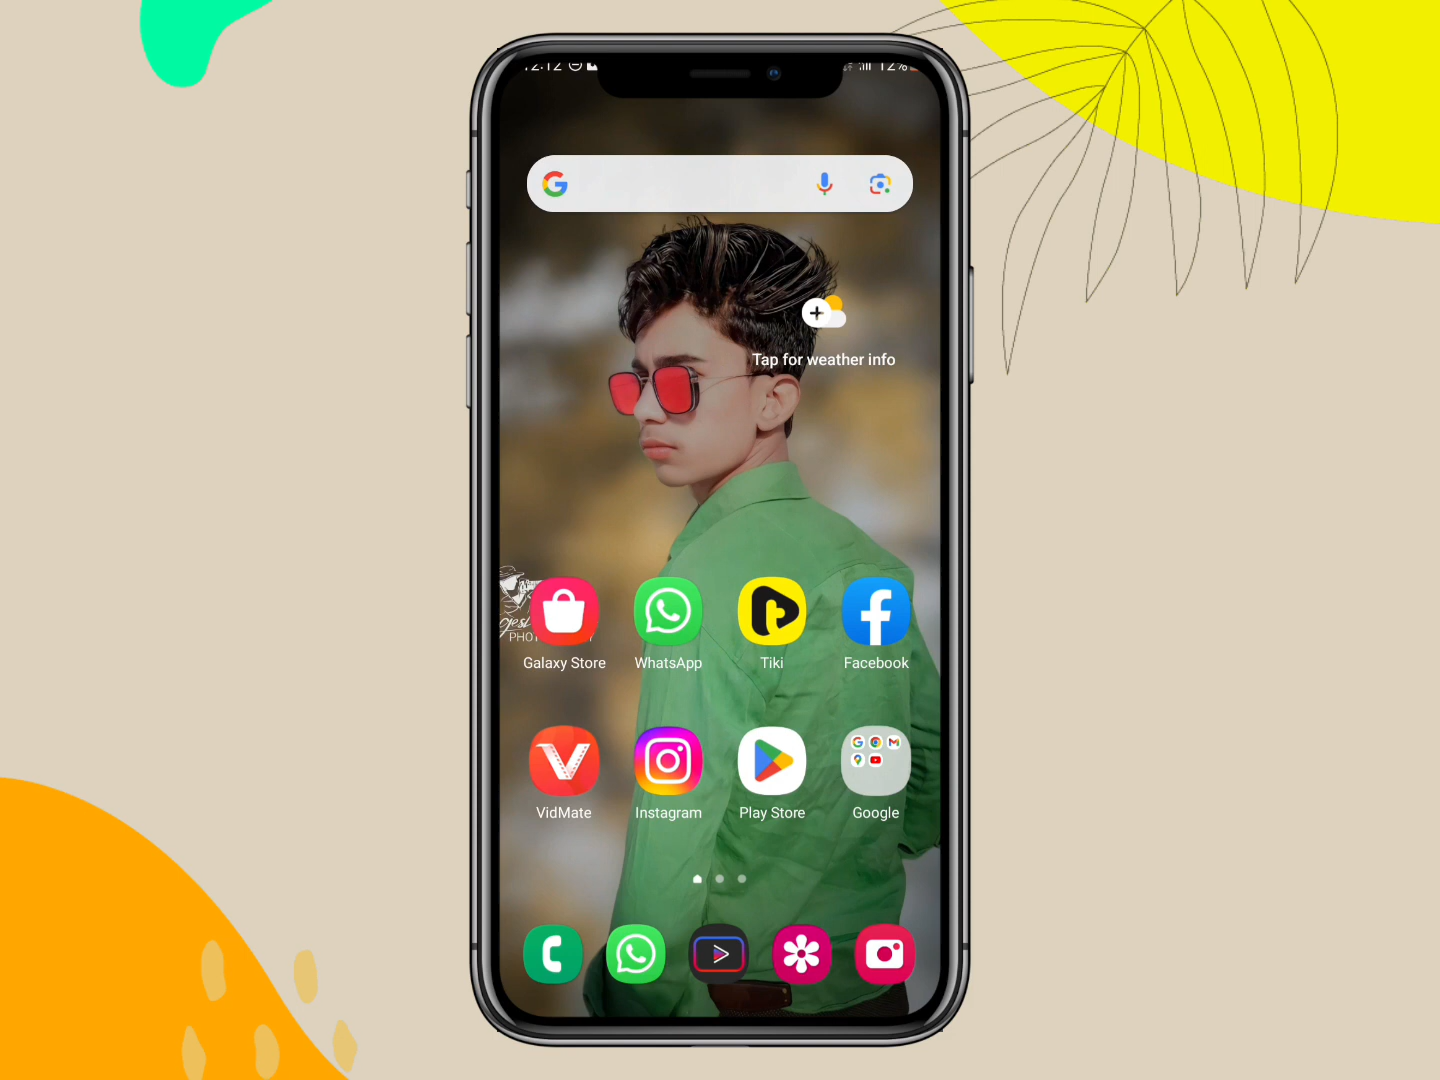 12:12
12%
Tap for weather info
Galaxy Store
WhatsApp
Tiki
Facebook
VidMate
Instagram
Play Store
Google